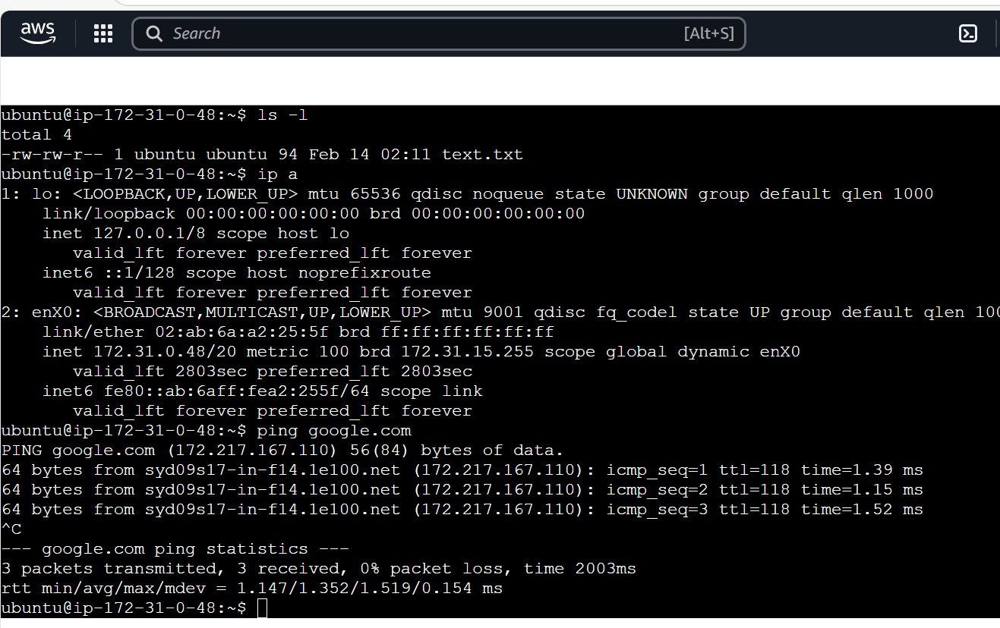 aws
Search [Alt+S]
ubuntu@ip-172-31-0-48:~$ ls -l
total 4
-rw-rw-r-- 1 ubuntu ubuntu 94 Feb 14 02:11 text.txt
ubuntu@ip-172-31-0-48:~$ ip a
1: lo: <LOOPBACK,UP,LOWER_UP> mtu 65536 qdisc noqueue state UNKNOWN group default qlen 1000
    link/loopback 00:00:00:00:00:00 brd 00:00:00:00:00:00
    inet 127.0.0.1/8 scope host lo
       valid_lft forever preferred_lft forever
    inet6 ::1/128 scope host noprefixroute
       valid_lft forever preferred_lft forever
2: enX0: <BROADCAST,MULTICAST,UP,LOWER_UP> mtu 9001 qdisc fq_codel state UP group default qlen
    link/ether 02:ab:6a:a2:25:5f brd ff:ff:ff:ff:ff:ff
    inet 172.31.0.48/20 metric 100 brd 172.31.15.255 scope global dynamic enX0
       valid_lft 2803sec preferred_lft 2803sec
    inet6 fe80::ab:6aff:fea2:255f/64 scope link
       valid_lft forever preferred_lft forever
ubuntu@ip-172-31-0-48:~$ ping google.com
PING google.com (172.217.167.110) 56(84) bytes of data.
64 bytes from syd09s17-in-f14.1e100.net (172.217.167.110): icmp_seq=1 ttl=118 time=1.39 ms
64 bytes from syd09s17-in-f14.1e100.net (172.217.167.110): icmp_seq=2 ttl=118 time=1.15 ms
64 bytes from syd09s17-in-f14.1e100.net (172.217.167.110): icmp_seq=3 ttl=118 time=1.52 ms
^C
--- google.com ping statistics ---
3 packets transmitted, 3 received, 0% packet loss, time 2003ms
rtt min/avg/max/mdev = 1.147/1.352/1.519/0.154 ms
ubuntu@ip-172-31-0-48:~$